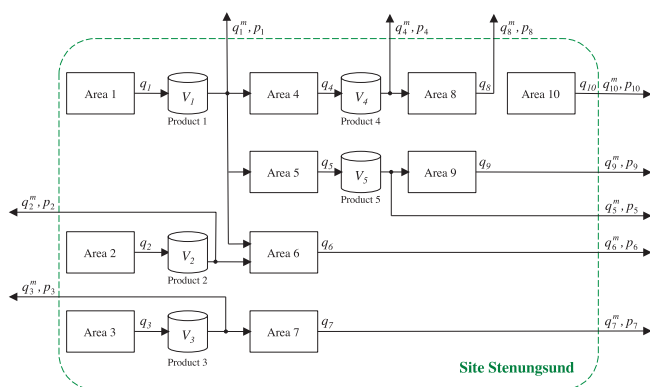 q₁ᵐ, p₁
q₄ᵐ, p₄
q₈ᵐ, p₈
Area 1
q₁
V₁
Product 1
Area 4
q₄
V₄
Product 4
Area 8
q₈
Area 10
q₁₀
q₁₀ᵐ, p₁₀
Area 5
q₅
V₅
Product 5
Area 9
q₉
q₉ᵐ, p₉
q₂ᵐ, p₂
q₅ᵐ, p₅
Area 2
q₂
V₂
Product 2
Area 6
q₆
q₆ᵐ, p₆
q₃ᵐ, p₃
Area 3
q₃
V₃
Product 3
Area 7
q₇
q₇ᵐ, p₇
Site Stenungsund